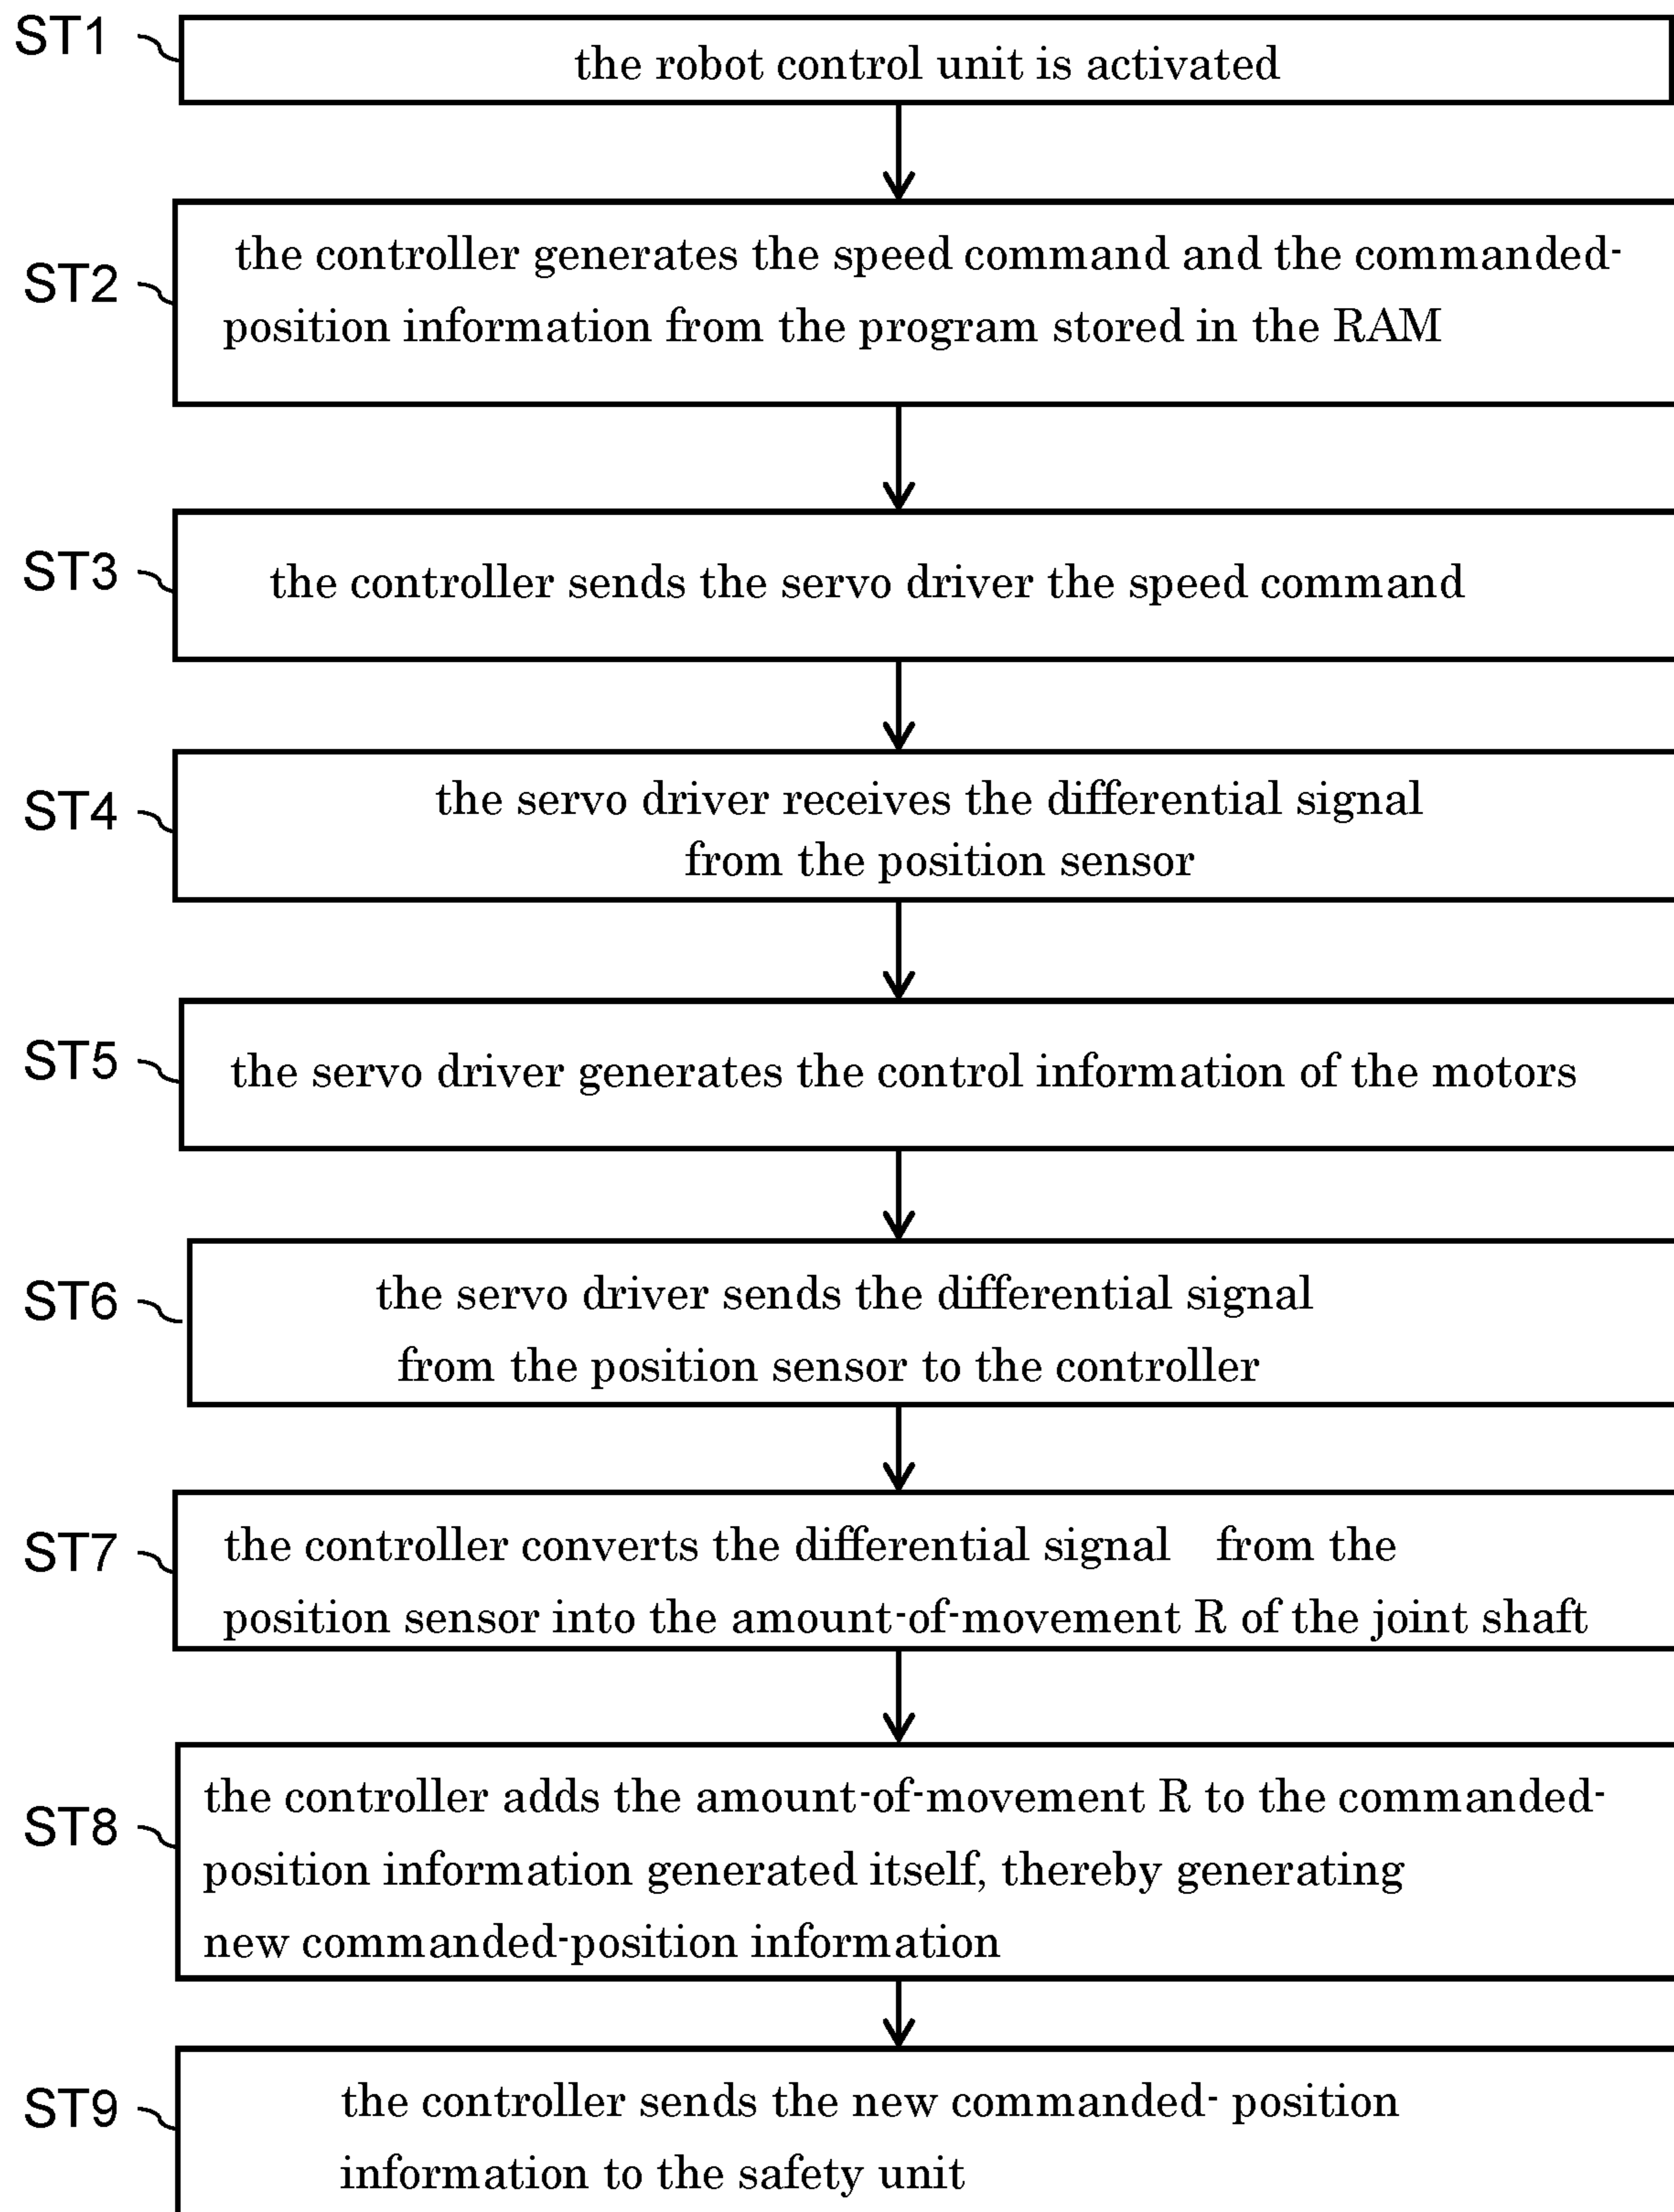 ST1
the robot control unit is activated
ST2
the controller generates the speed command and the commanded-
position information from the program stored in the RAM
ST3
the controller sends the servo driver the speed command
ST4
the servo driver receives the differential signal
from the position sensor
ST5
the servo driver generates the control information of the motors
ST6
the servo driver sends the differential signal
from the position sensor to the controller
ST7
the controller converts the differential signal from the
position sensor into the amount-of-movement R of the joint shaft
ST8
the controller adds the amount-of-movement R to the commanded-
position information generated itself, thereby generating
new commanded-position information
ST9
the controller sends the new commanded- position
information to the safety unit